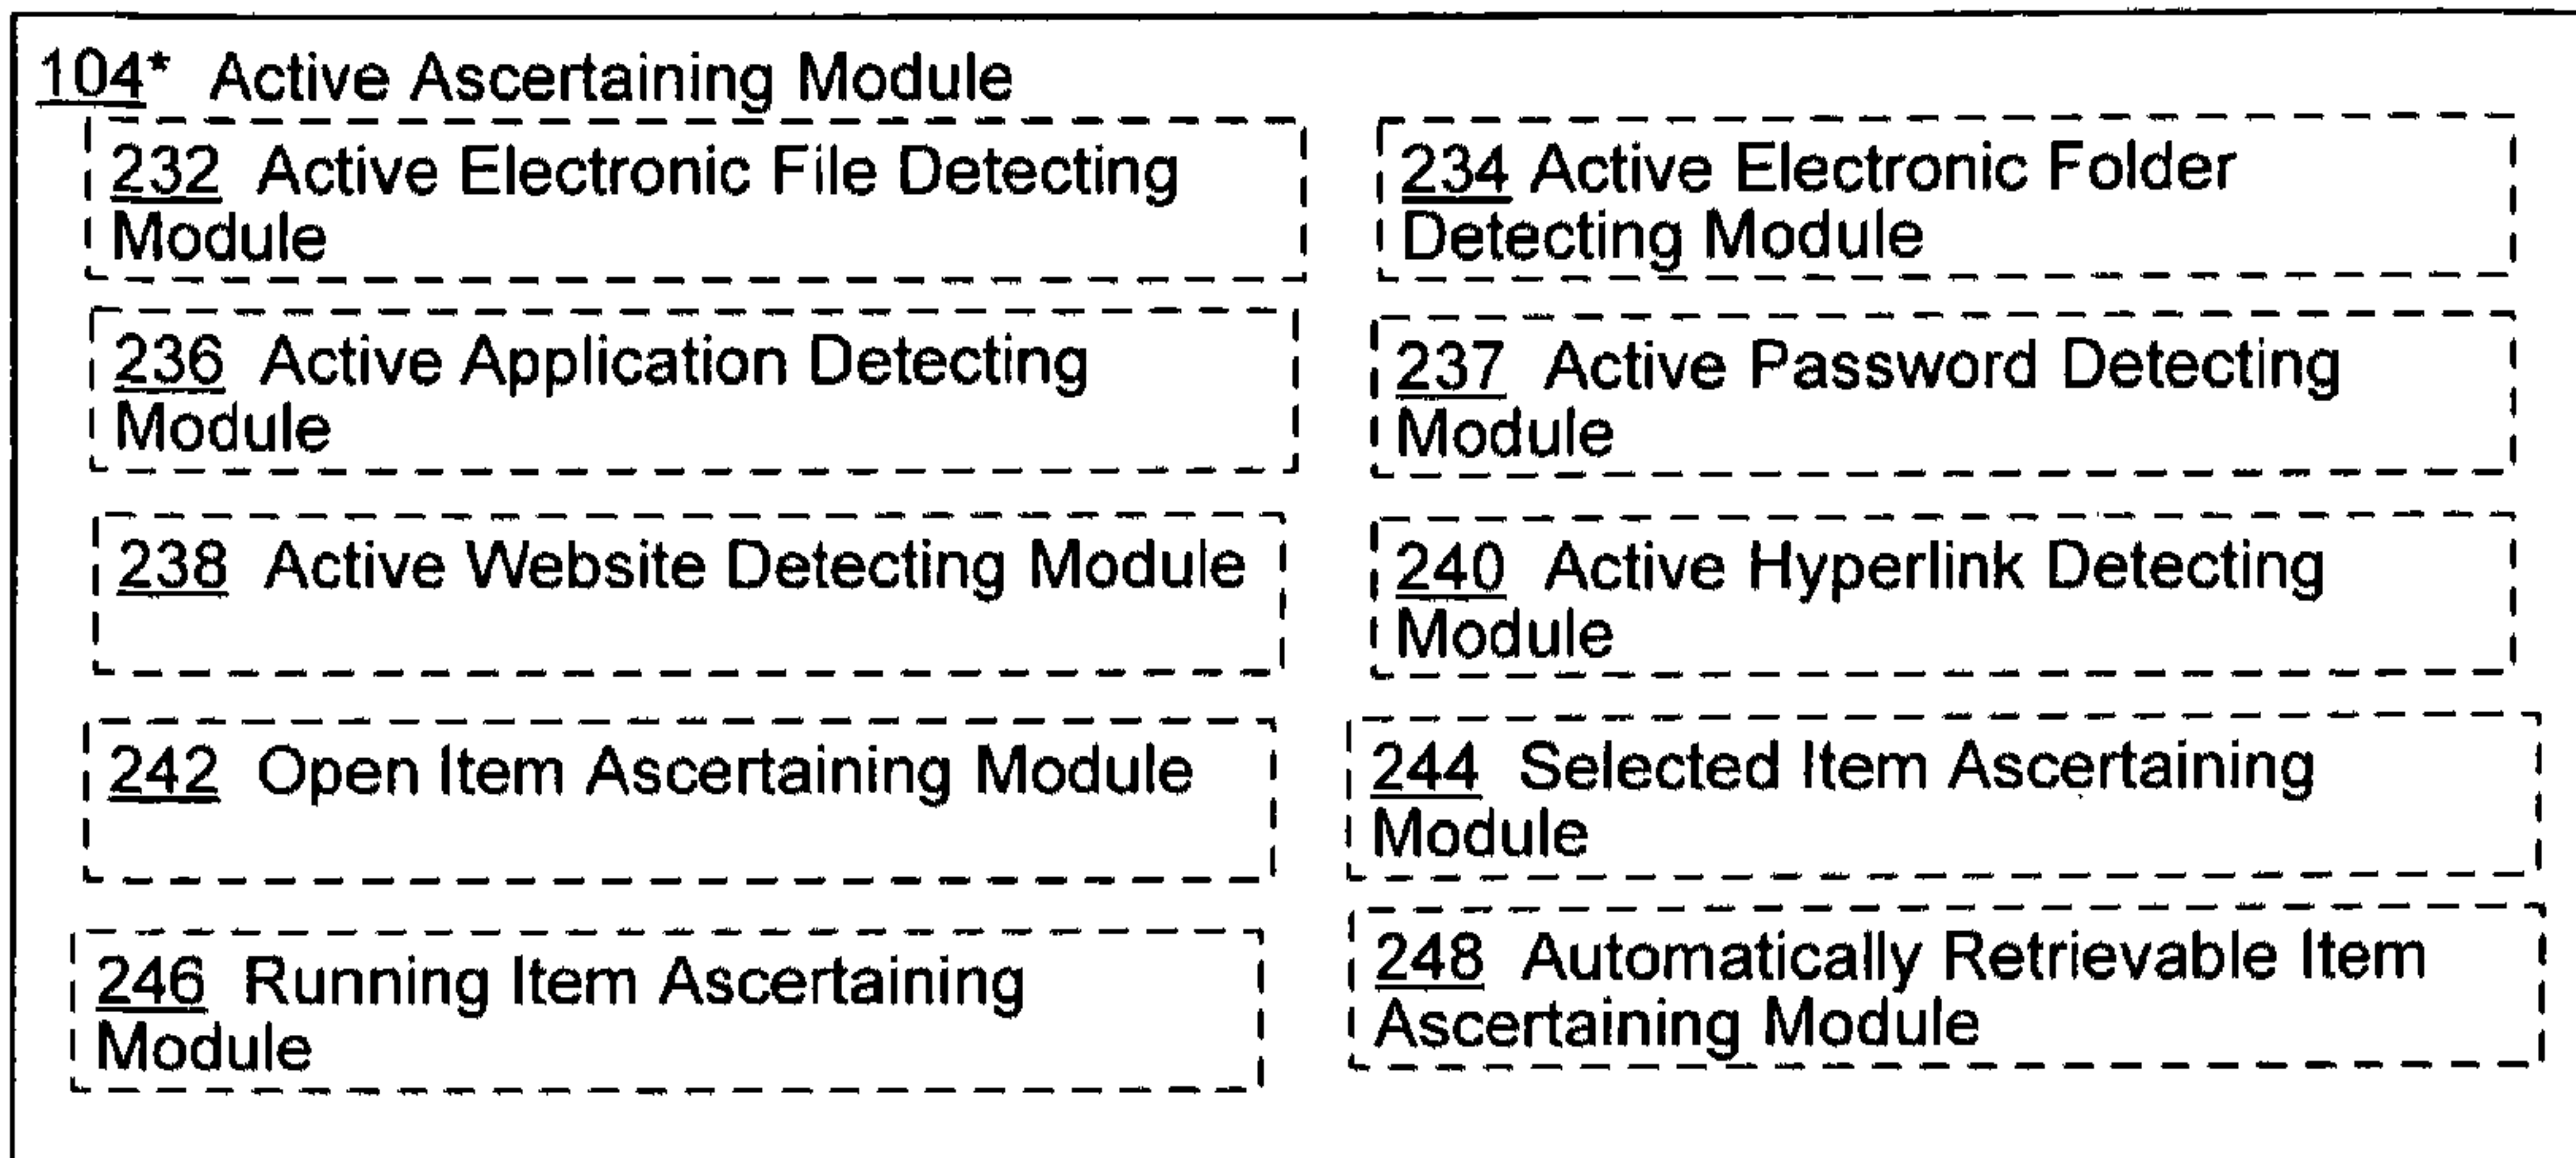 104* Active Ascertaining Module
232 Active Electronic File Detecting
Module
234 Active Electronic Folder
Detecting Module
236 Active Application Detecting
Module
237 Active Password Detecting
Module
238 Active Website Detecting Module
240 Active Hyperlink Detecting
Module
242 Open Item Ascertaining Module
244 Selected Item Ascertaining
Module
246 Running Item Ascertaining
Module
248 Automatically Retrievable Item
Ascertaining Module